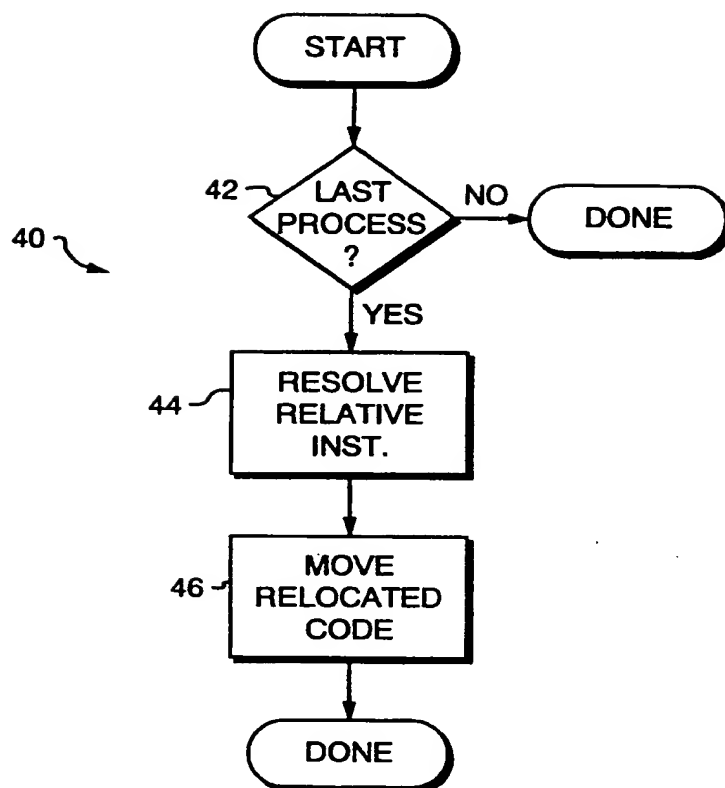 START
42
LAST
PROCESS
?
NO
DONE
40
YES
44
RESOLVE
RELATIVE
INST.
46
MOVE
RELOCATED
CODE
DONE